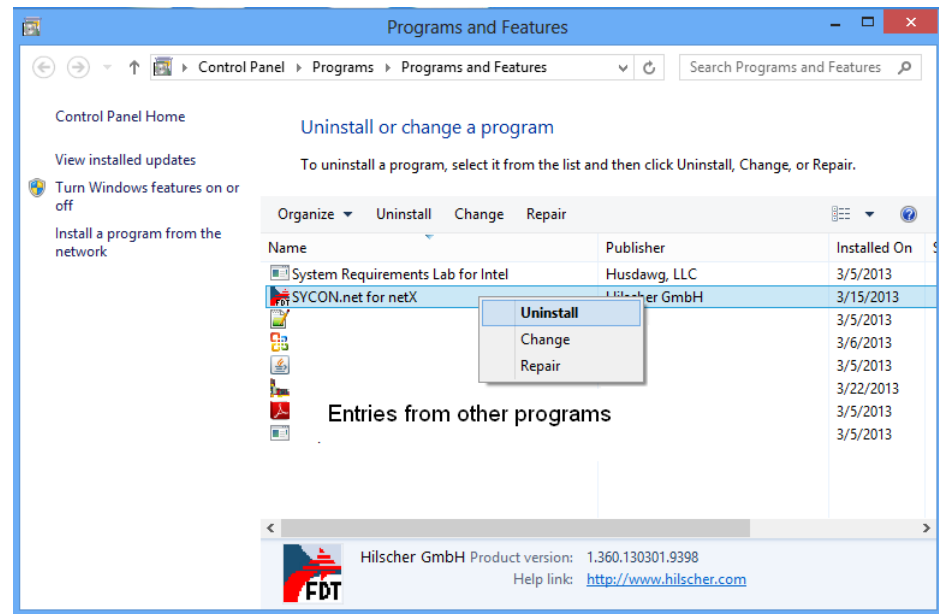 Programs and Features
Control Panel Programs Programs and Features
Search Programs and Features
Control Panel Home
View installed updates
Turn Windows features on or
off
Install a program from the
network
Uninstall or change a program
To uninstall a program, select it from the list and then click Uninstall, Change, or Repair.
Organize Uninstall Change Repair
Name Publisher Installed On
System Requirements Lab for Intel Husdawg, LLC 3/5/2013
SYCON.net for netX Hilscher GmbH 3/15/2013
Uninstall
Change
Repair
3/5/2013
3/6/2013
3/5/2013
3/22/2013
3/5/2013
3/5/2013
Entries from other programs
Hilscher GmbH Product version: 1.360.130301.9398
Help link: http://www.hilscher.com
FDT